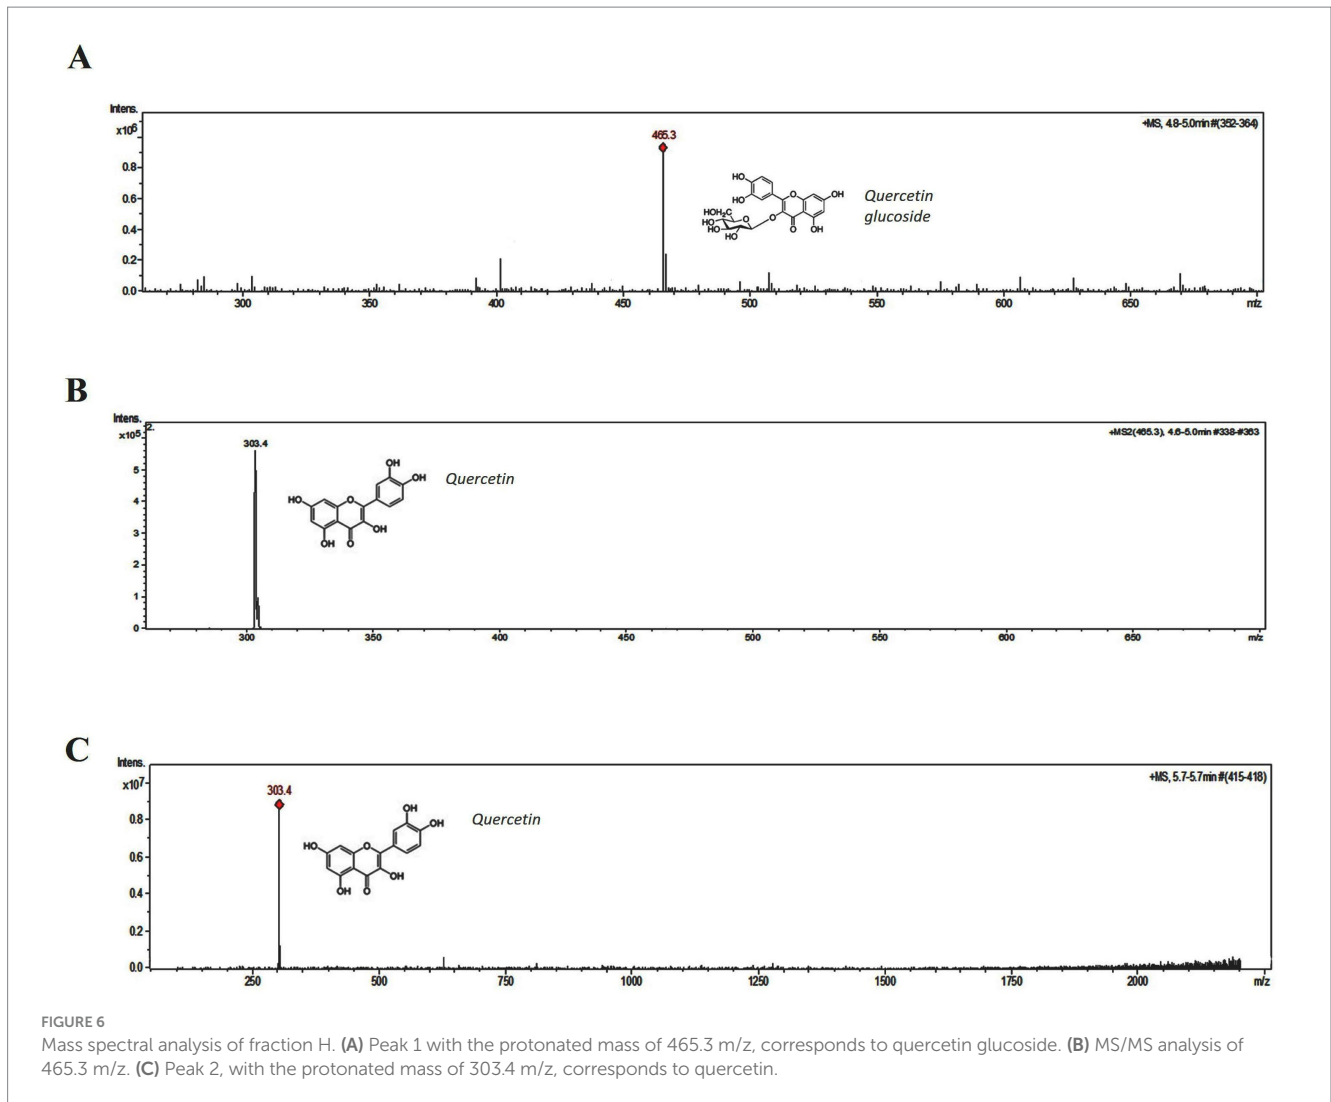 A
Intens.
x10⁶
0.8
0.6
0.4
0.2
0.0
465.3
+MS, 4.8-5.0min #(352-364)
HO
HO
O
OH
HOH₂C
HO
HO
HO
O
O
O
OH
Quercetin
glucoside
300 350 400 450 500 550 600 650 m/z
B
Intens.
x10⁵
2.
5
4
3
2
1
0
303.4
+MS2(465.3), 4.6-5.0min #338-#363
OH
OH
HO
O
OH
OH
O
Quercetin
300 350 400 450 500 550 600 650 m/z
C
Intens.
x10⁷
0.8
0.6
0.4
0.2
0.0
303.4
+MS, 5.7-5.7min #(415-418)
OH
OH
HO
O
OH
OH
O
Quercetin
250 500 750 1000 1250 1500 1750 2000 m/z
FIGURE 6
Mass spectral analysis of fraction H. (A) Peak 1 with the protonated mass of 465.3 m/z, corresponds to quercetin glucoside. (B) MS/MS analysis of
465.3 m/z. (C) Peak 2, with the protonated mass of 303.4 m/z, corresponds to quercetin.